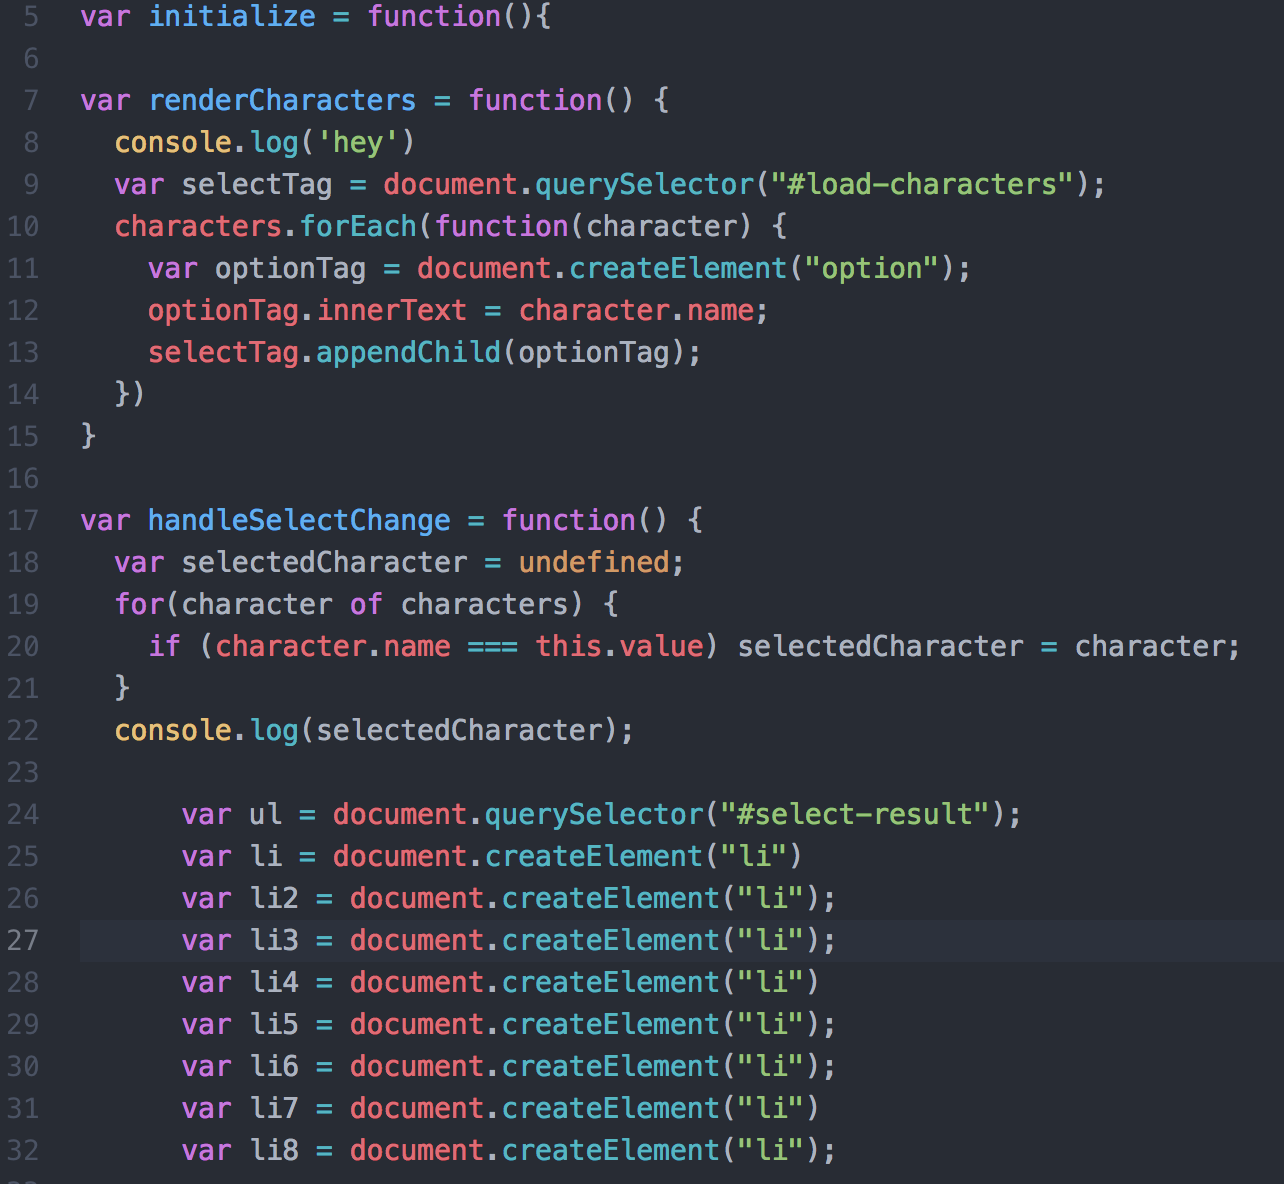 5 var initialize = function(){
6
7 var renderCharacters = function() {
8   console.log('hey')
9   var selectTag = document.querySelector("#load-characters");
10   characters.forEach(function(character) {
11     var optionTag = document.createElement("option");
12     optionTag.innerText = character.name;
13     selectTag.appendChild(optionTag);
14   })
15 }
16
17 var handleSelectChange = function() {
18   var selectedCharacter = undefined;
19   for(character of characters) {
20     if (character.name === this.value) selectedCharacter = character;
21   }
22   console.log(selectedCharacter);
23
24       var ul = document.querySelector("#select-result");
25       var li = document.createElement("li")
26       var li2 = document.createElement("li");
27       var li3 = document.createElement("li");
28       var li4 = document.createElement("li")
29       var li5 = document.createElement("li");
30       var li6 = document.createElement("li");
31       var li7 = document.createElement("li")
32       var li8 = document.createElement("li");